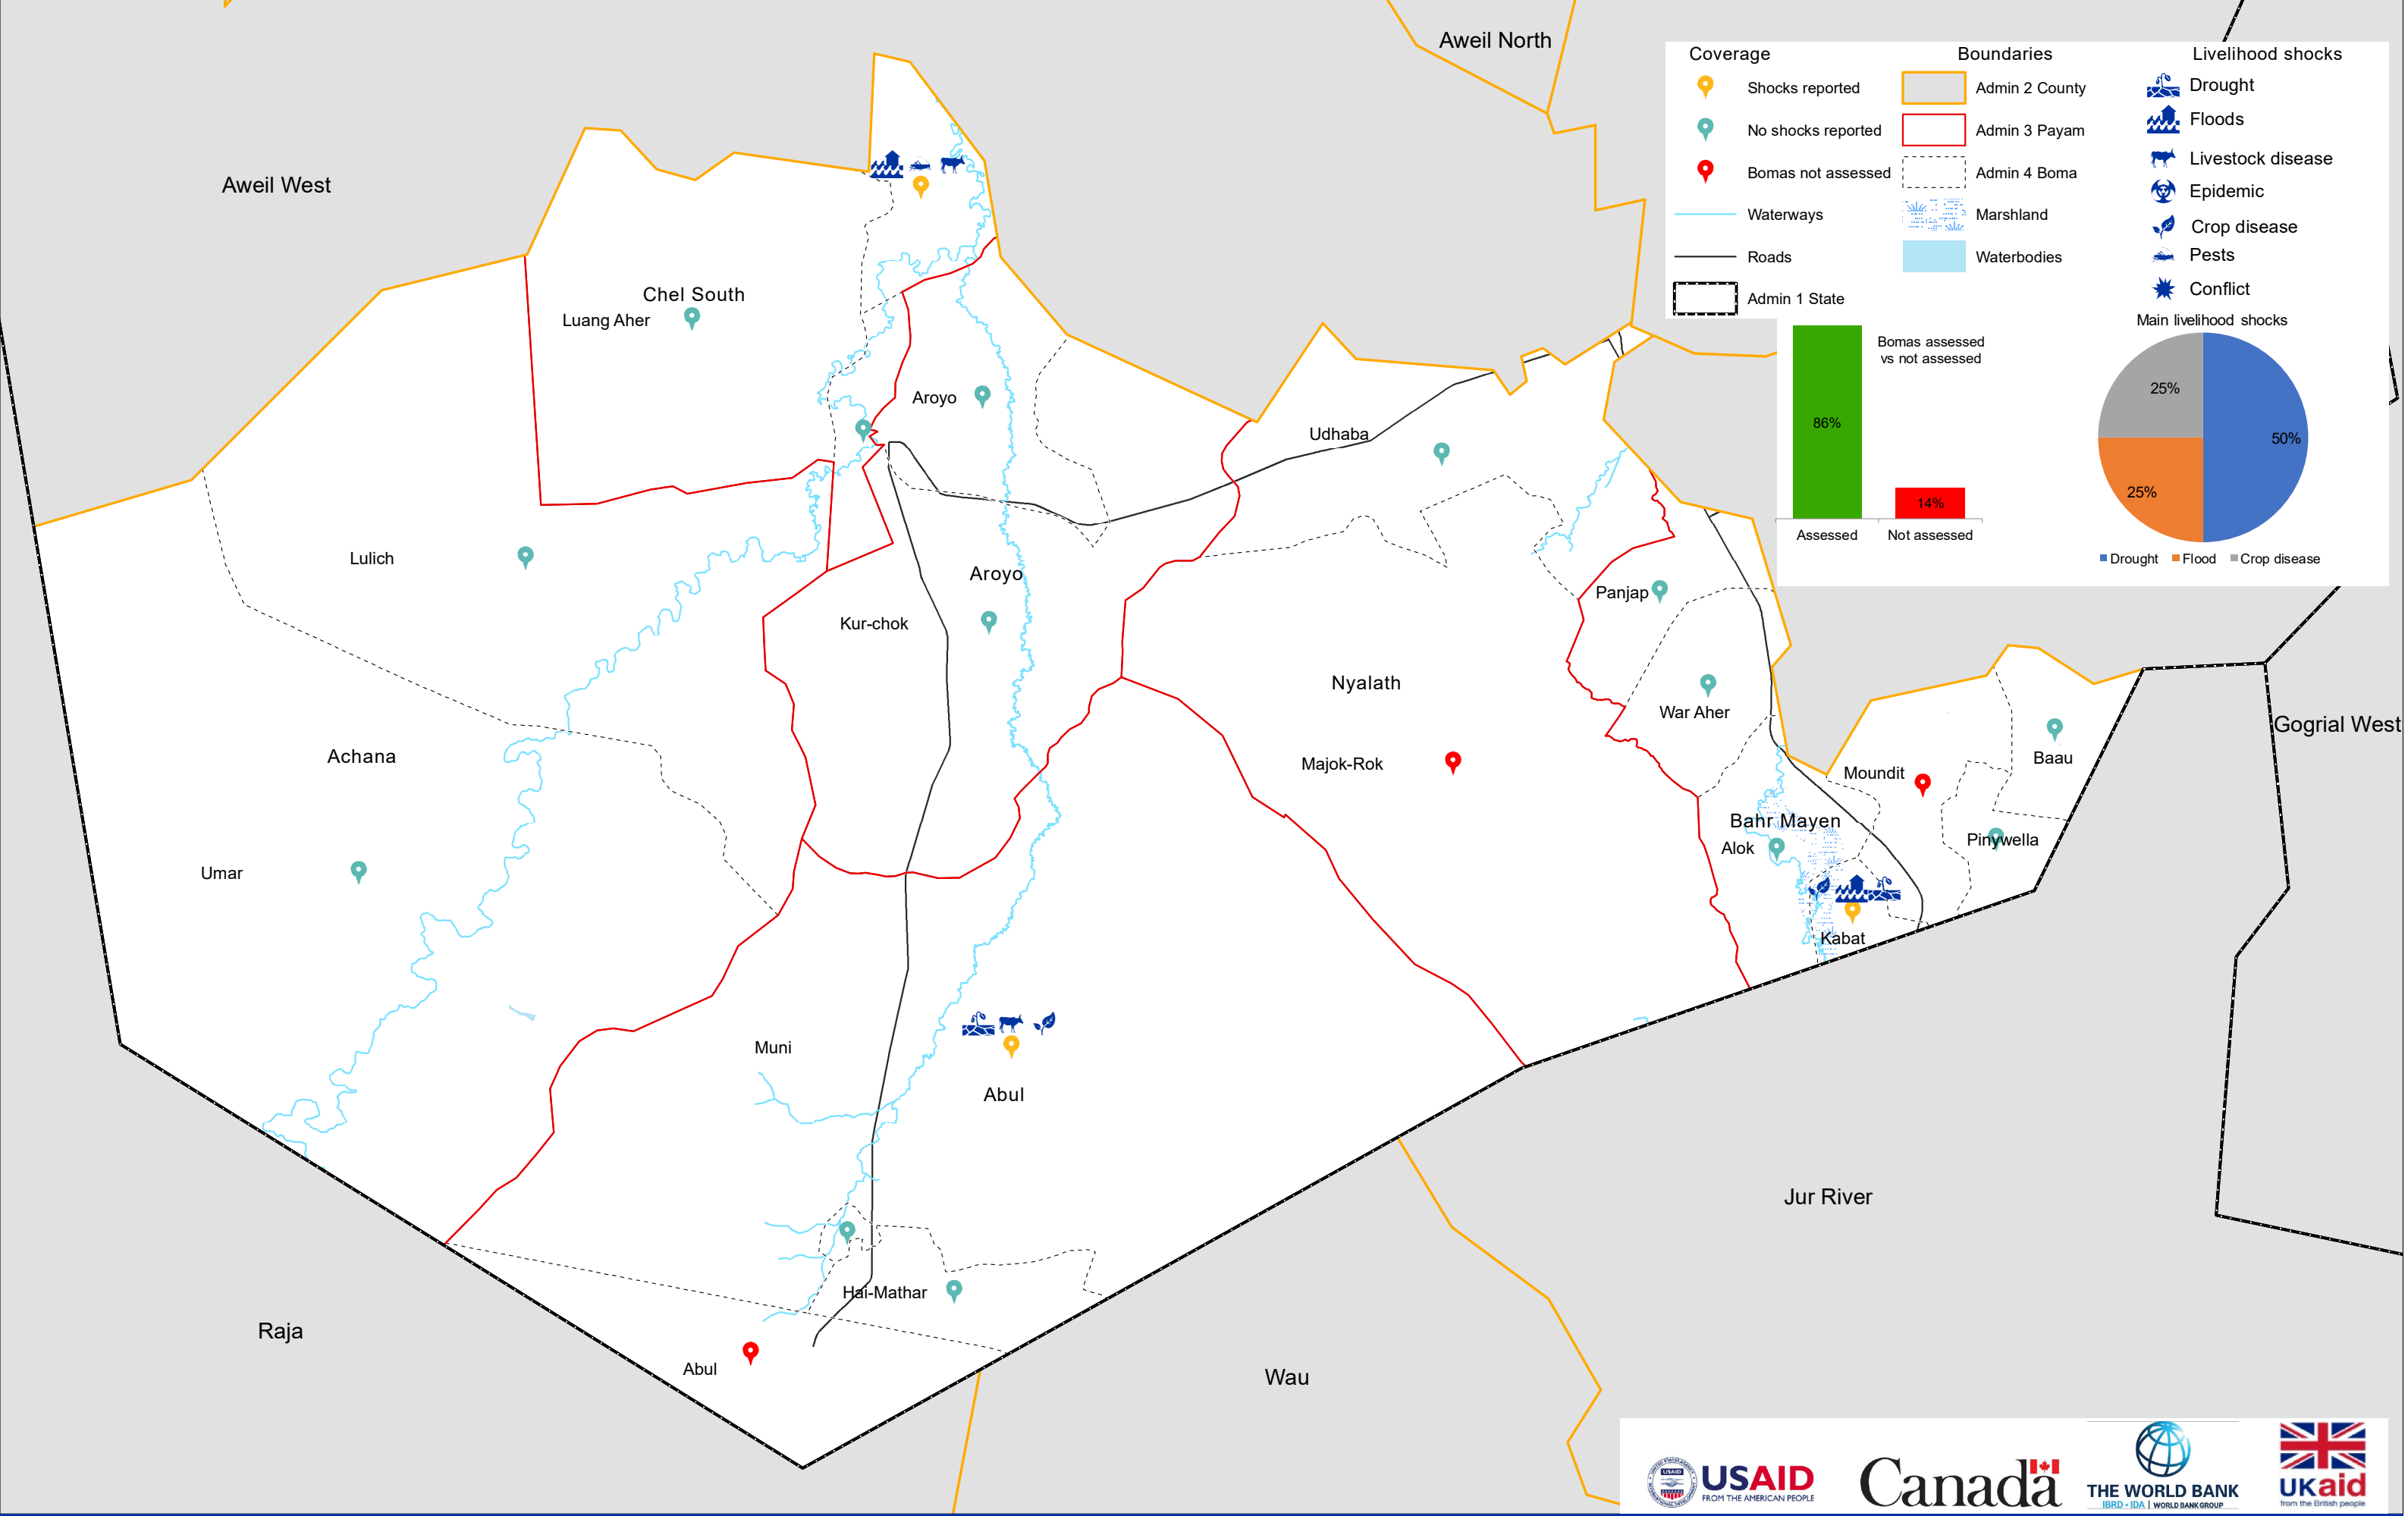 Aweil North
Aweil West
Coverage
Shocks reported
No shocks reported
Bomas not assessed
Waterways
Roads
Admin 1 State
Boundaries
Admin 2 County
Admin 3 Payam
Admin 4 Boma
Marshland
Waterbodies
Livelihood shocks
Drought
Floods
Livestock disease
Epidemic
Crop disease
Pests
Conflict
Bomas assessed
vs not assessed
86%
14%
Assessed
Not assessed
Main livelihood shocks
25%
50%
25%
Drought
Flood
Crop disease
Chel South
Luang Aher
Aroyo
Udhaba
Lulich
Aroyo
Kur-chok
Panjap
Nyalath
War Aher
Gogrial West
Achana
Majok-Rok
Moundit
Baau
Bahr Mayen
Alok
Pinywella
Umar
Kabat
Muni
Abul
Jur River
Hai-Mathar
Raja
Abul
Wau
USAID
USAID
FROM THE AMERICAN PEOPLE
Canada
THE WORLD BANK
IBRD • IDA | WORLD BANK GROUP
UKaid
from the British people